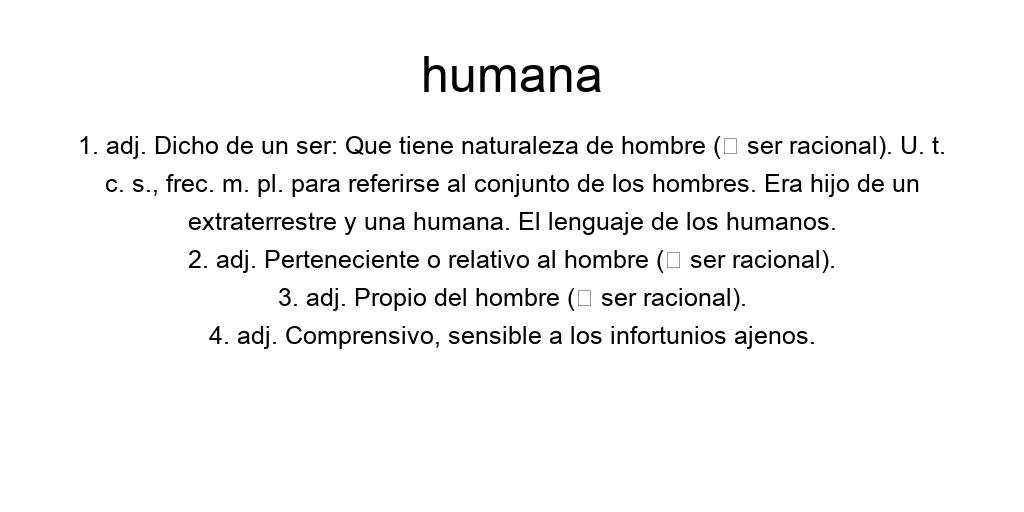 humana
1. adj. Dicho de un ser: Que tiene naturaleza de hombre (□ ser racional). U. t.
c. s., frec. m. pl. para referirse al conjunto de los hombres. Era hijo de un
extraterrestre y una humana. El lenguaje de los humanos.
2. adj. Perteneciente o relativo al hombre (□ ser racional).
3. adj. Propio del hombre (□ ser racional).
4. adj. Comprensivo, sensible a los infortunios ajenos.